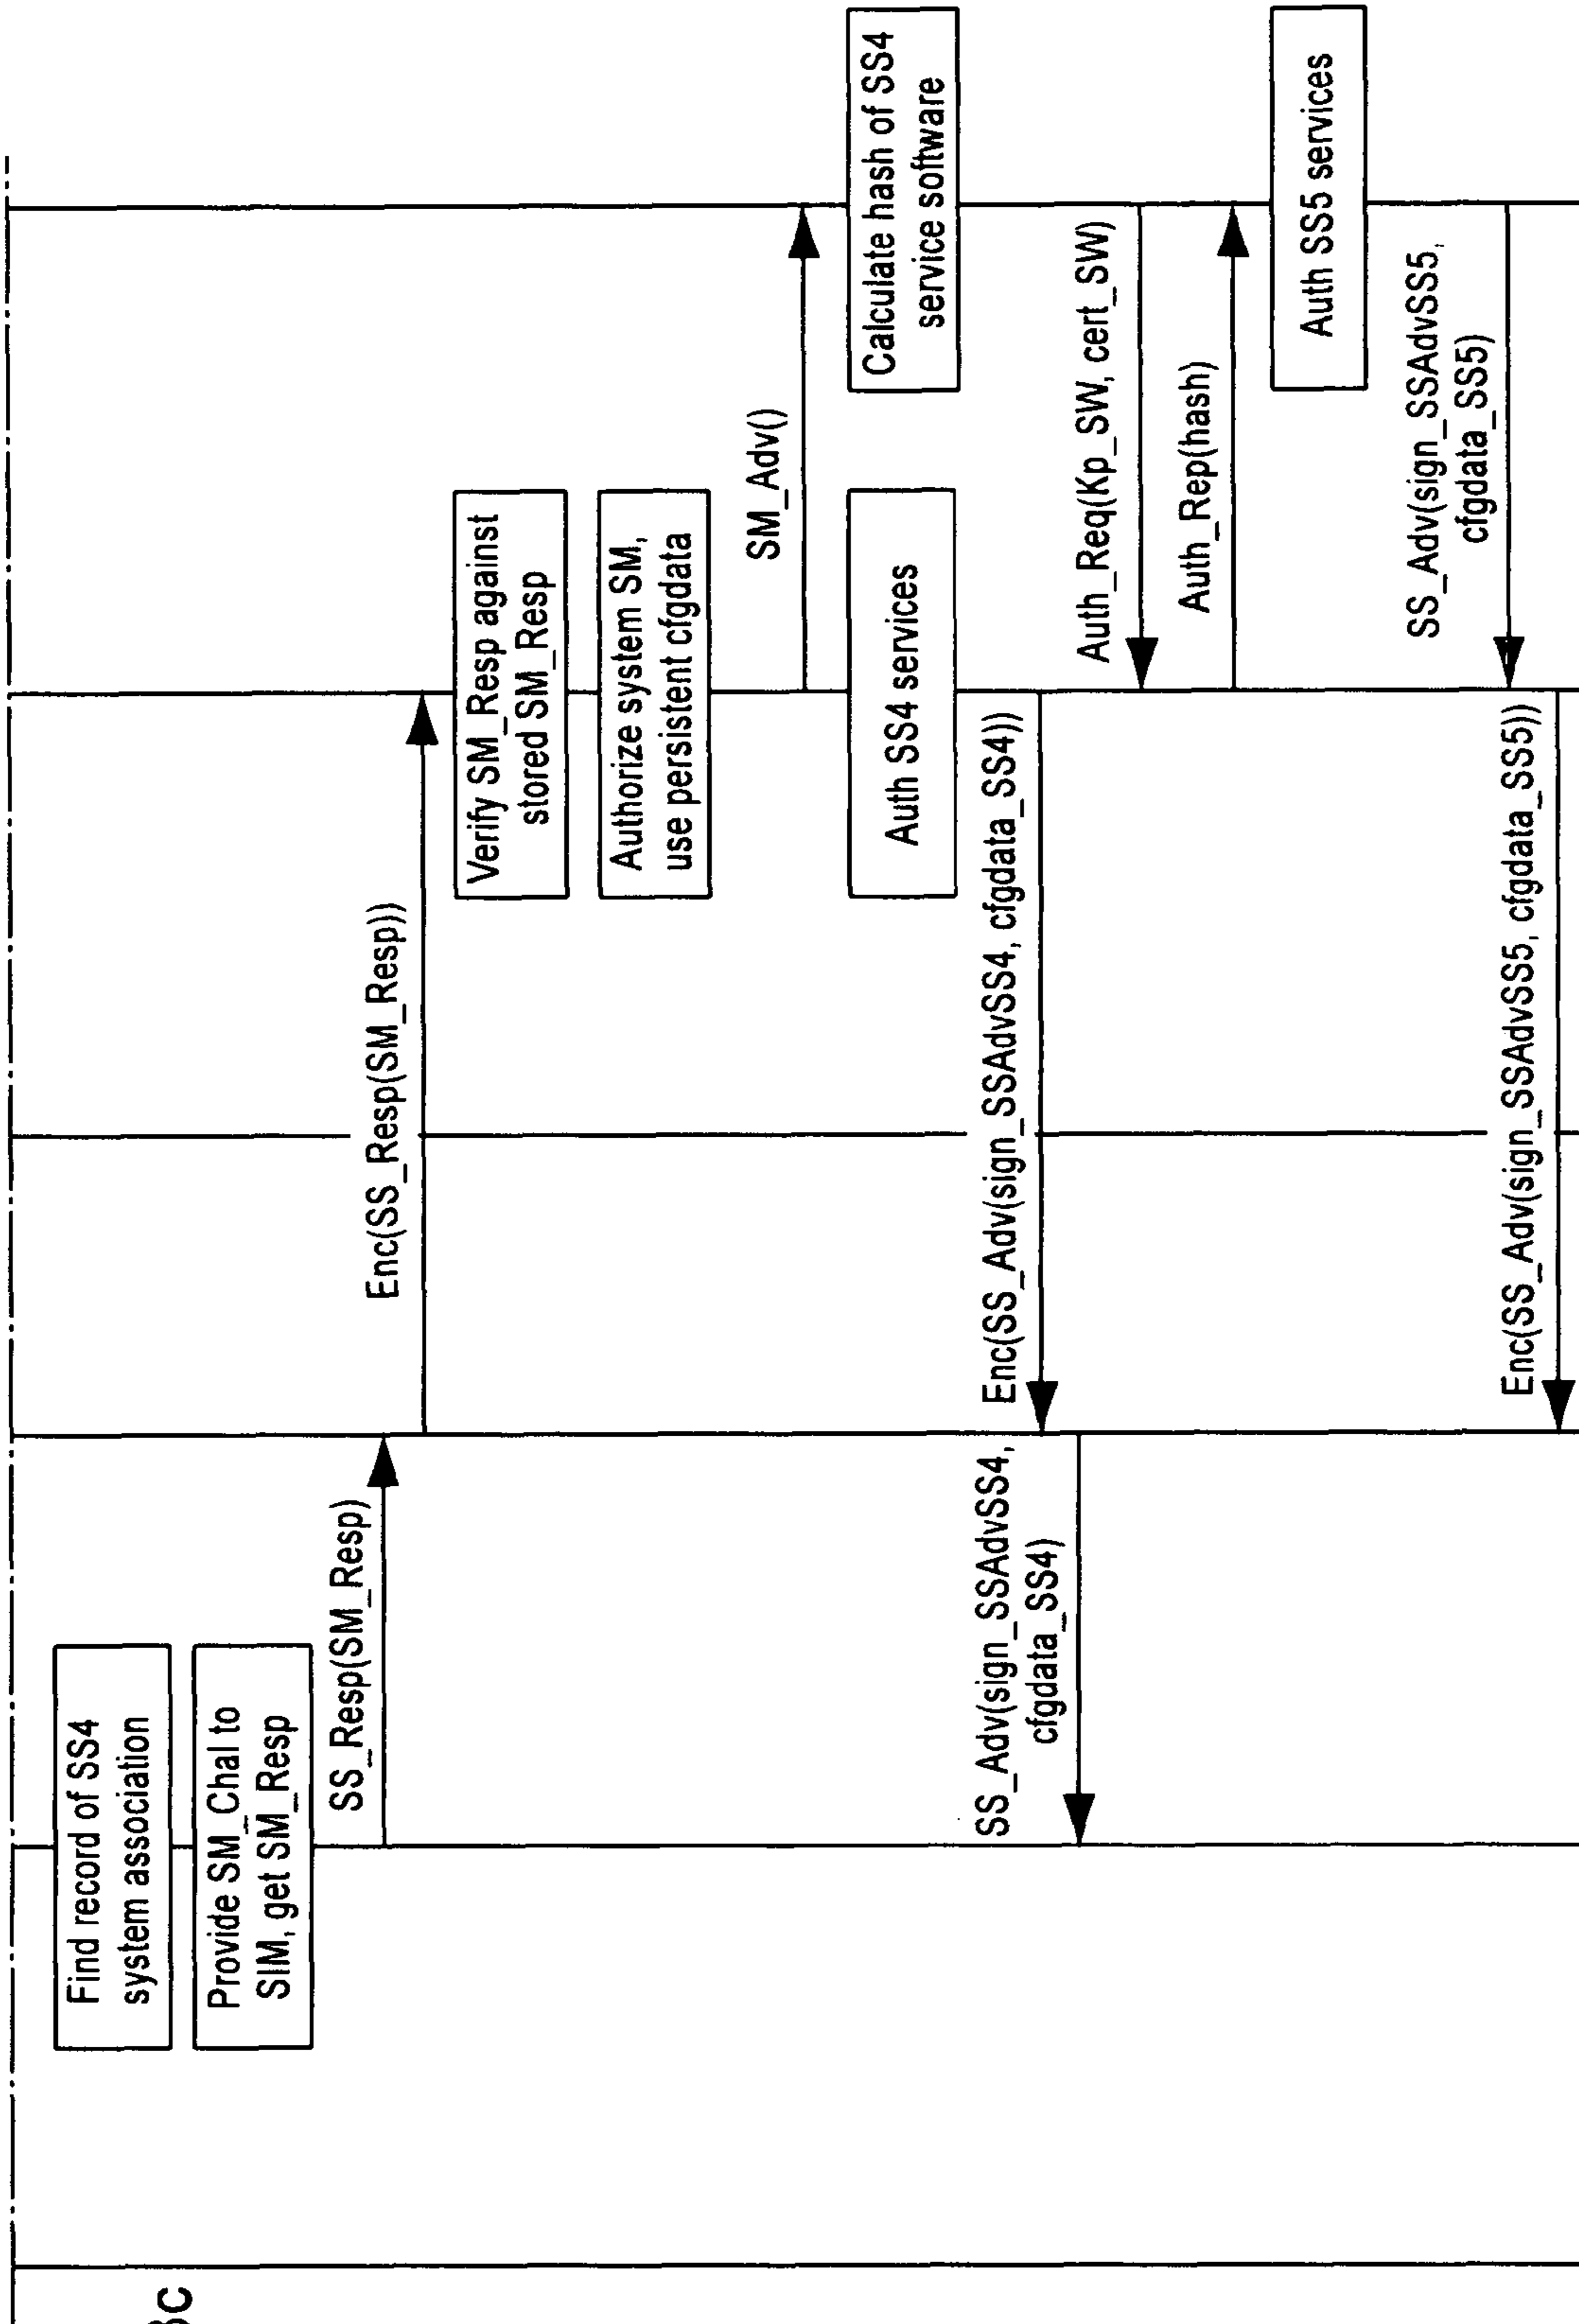 Find record of SS4
system association
Provide SM_Chal to
SIM, get SM_Resp
SS_Resp(SM_Resp)
Enc(SS_Resp(SM_Resp))
Verify SM_Resp against
stored SM_Resp
Authorize system SM,
use persistent cfgdata
SM_Adv()
Auth SS4 services
Calculate hash of SS4
service software
Enc(SS_Adv(sign_SSAdvSS4, cfgdata_SS4))
SS_Adv(sign_SSAdvSS4,
cfgdata_SS4)
Auth_Req(Kp_SW, cert_SW)
Auth_Rep(hash)
Auth SS5 services
SS_Adv(sign_SSAdvSS5,
cfgdata_SS5)
Enc(SS_Adv(sign_SSAdvSS5, cfgdata_SS5))